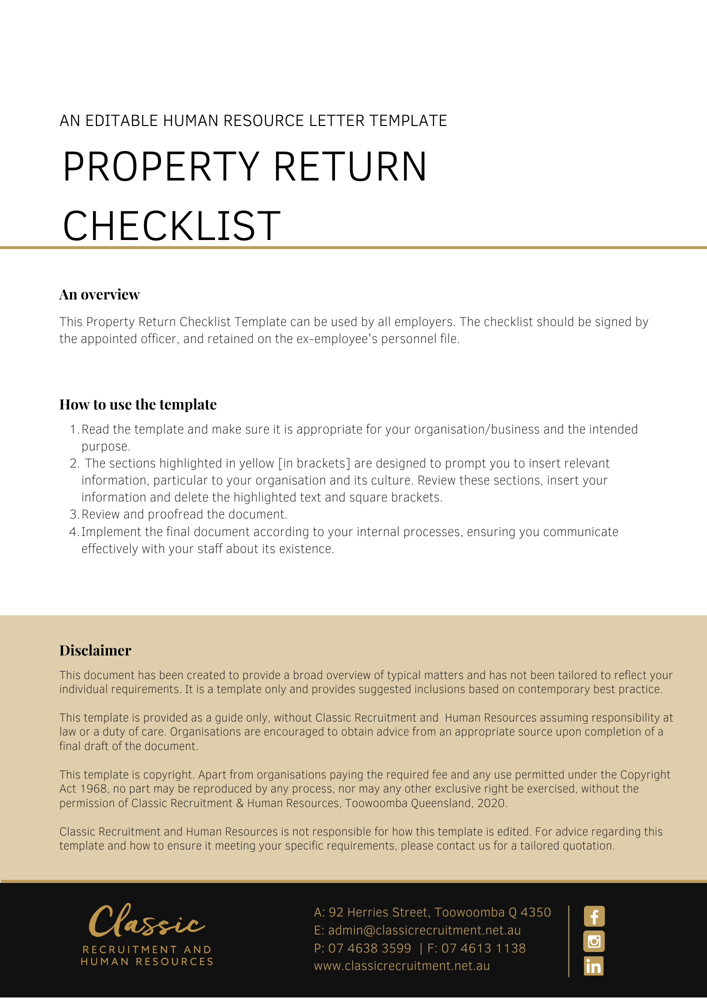 AN EDITABLE HUMAN RESOURCE LETTER TEMPLATE
PROPERTY RETURN
CHECKLIST
An overview
This Property Return Checklist Template can be used by all employers. The checklist should be signed by
the appointed officer, and retained on the ex-employee's personnel file.
How to use the template
1. Read the template and make sure it is appropriate for your organisation/business and the intended
purpose.
2. The sections highlighted in yellow [in brackets] are designed to prompt you to insert relevant
information, particular to your organisation and its culture. Review these sections, insert your
information and delete the highlighted text and square brackets.
3. Review and proofread the document.
4. Implement the final document according to your internal processes, ensuring you communicate
effectively with your staff about its existence.
Disclaimer
This document has been created to provide a broad overview of typical matters and has not been tailored to reflect your
individual requirements. It is a template only and provides suggested inclusions based on contemporary best practice.
This template is provided as a guide only, without Classic Recruitment and Human Resources assuming responsibility at
law or a duty of care. Organisations are encouraged to obtain advice from an appropriate source upon completion of a
final draft of the document.
This template is copyright. Apart from organisations paying the required fee and any use permitted under the Copyright
Act 1968, no part may be reproduced by any process, nor may any other exclusive right be exercised, without the
permission of Classic Recruitment & Human Resources, Toowoomba Queensland, 2020.
Classic Recruitment and Human Resources is not responsible for how this template is edited. For advice regarding this
template and how to ensure it meeting your specific requirements, please contact us for a tailored quotation.
Classic
RECRUITMENT AND
HUMAN RESOURCES
A: 92 Herries Street, Toowoomba Q 4350
E: admin@classicrecruitment.net.au
P: 07 4638 3599 | F: 07 4613 1138
www.classicrecruitment.net.au